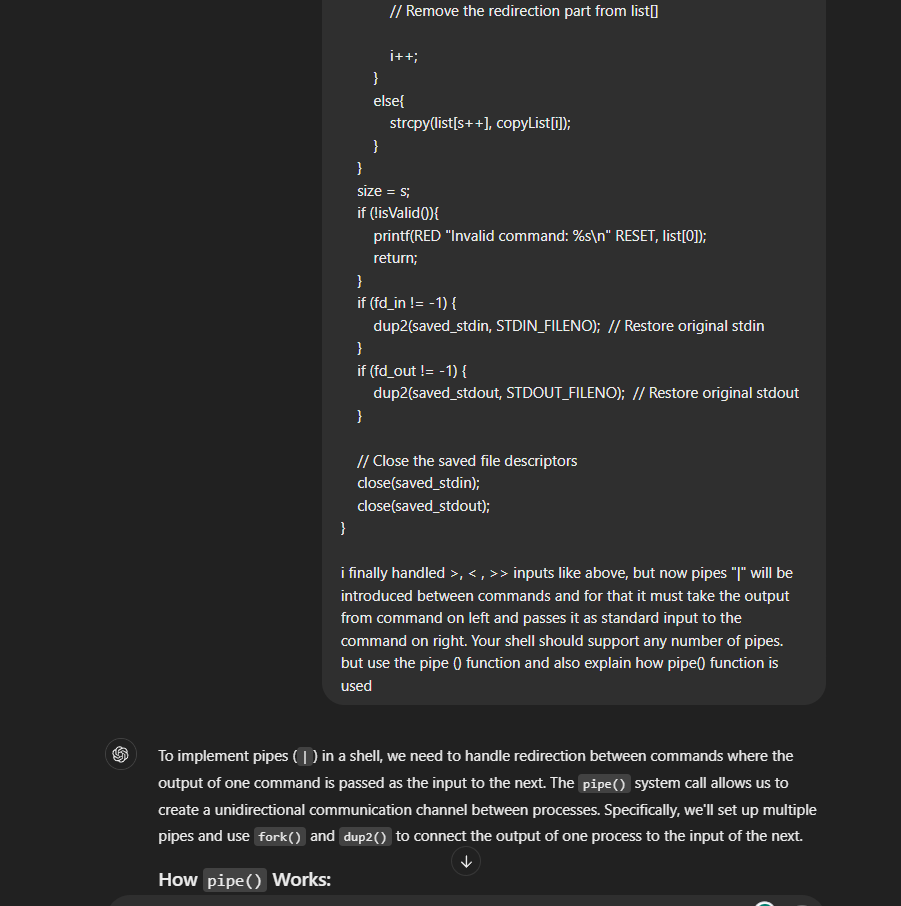 // Remove the redirection part from list[]
i++;
}
else{
strcpy(list[s++], copyList[i]);
}
}
size = s;
if (!isValid()){
printf(RED "Invalid command: %s\n" RESET, list[0]);
return;
}
if (fd_in != -1) {
dup2(saved_stdin, STDIN_FILENO);  // Restore original stdin
}
if (fd_out != -1) {
dup2(saved_stdout, STDOUT_FILENO);  // Restore original stdout
}
// Close the saved file descriptors
close(saved_stdin);
close(saved_stdout);
}
i finally handled >, < , >> inputs like above, but now pipes "|" will be
introduced between commands and for that it must take the output
from command on left and passes it as standard input to the
command on right. Your shell should support any number of pipes.
but use the pipe () function and also explain how pipe() function is
used
To implement pipes ( | ) in a shell, we need to handle redirection between commands where the
output of one command is passed as the input to the next. The pipe() system call allows us to
create a unidirectional communication channel between processes. Specifically, we'll set up multiple
pipes and use fork() and dup2() to connect the output of one process to the input of the next.
How pipe() Works: